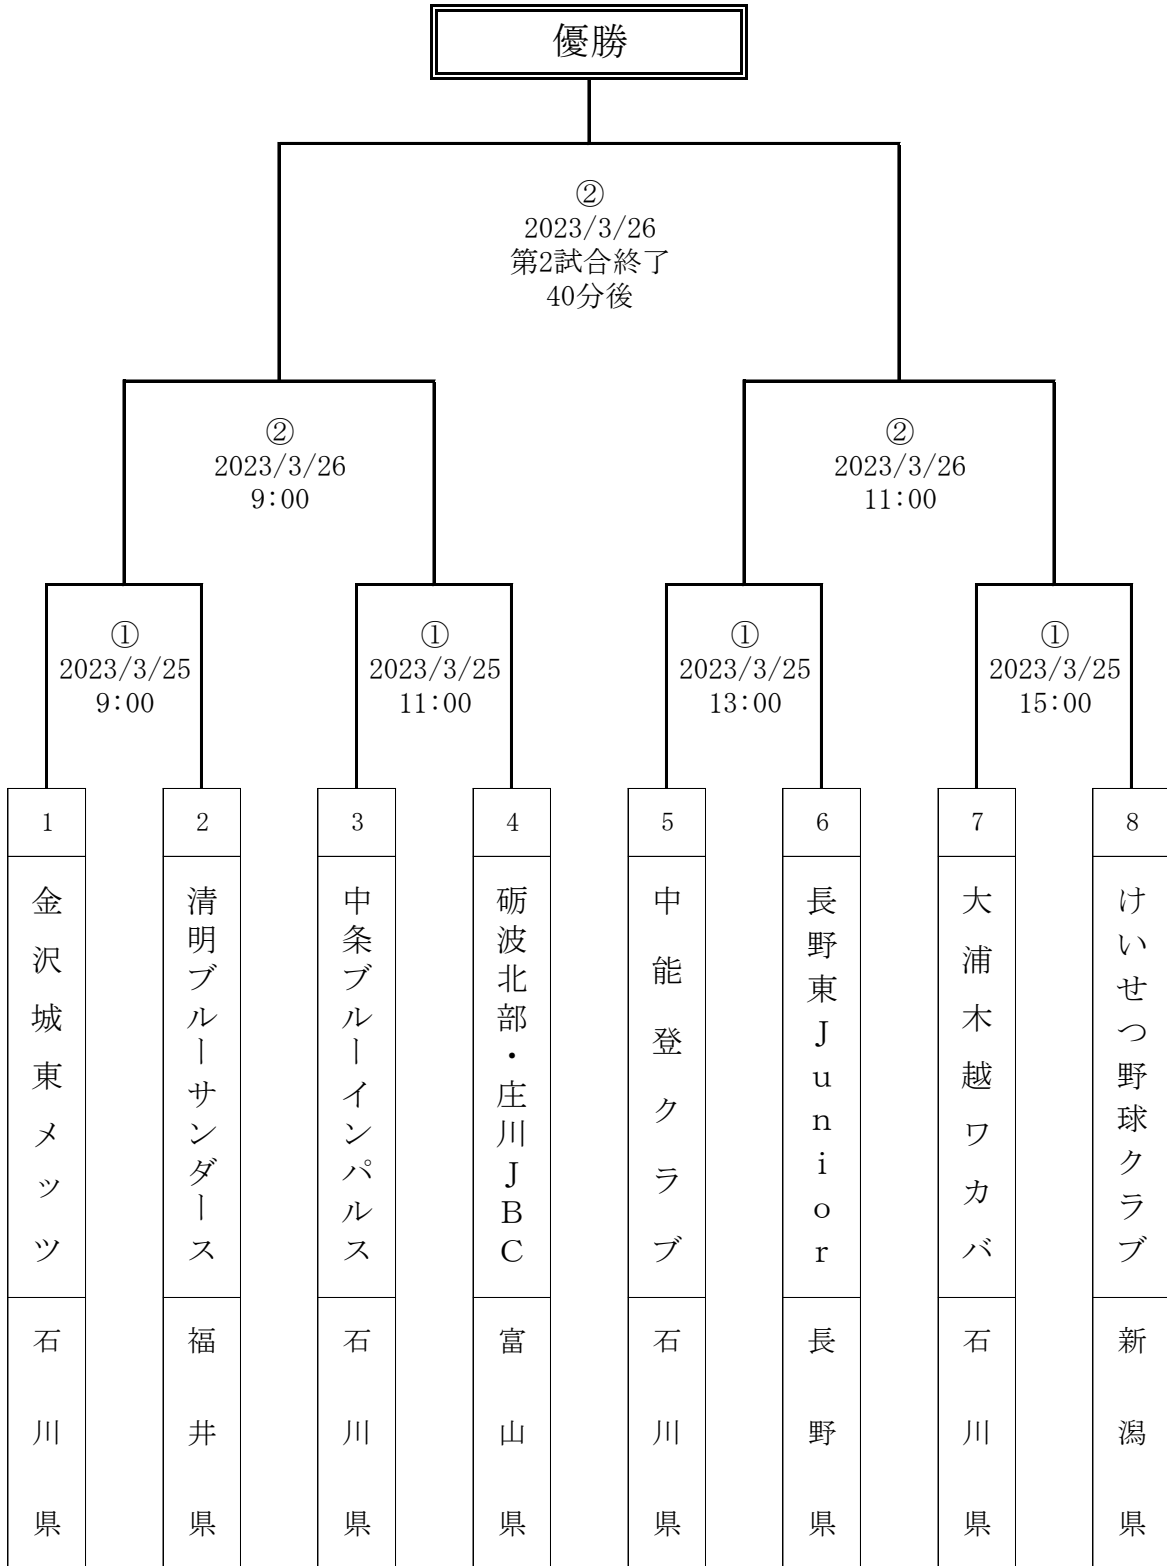 優勝
②
2023/3/26
第2試合終了
40分後
②
2023/3/26
9:00
②
2023/3/26
11:00
①
2023/3/25
9:00
①
2023/3/25
11:00
①
2023/3/25
13:00
①
2023/3/25
15:00
1
2
3
4
5
6
7
8
金沢城東メッツ
清明ブルーサンダース
中条ブルーインパルス
砺波北部・庄川JBC
中能登クラブ
長野東Junior
大浦木越ワカバ
けいせつ野球クラブ
石川県
福井県
石川県
富山県
石川県
長野県
石川県
新潟県